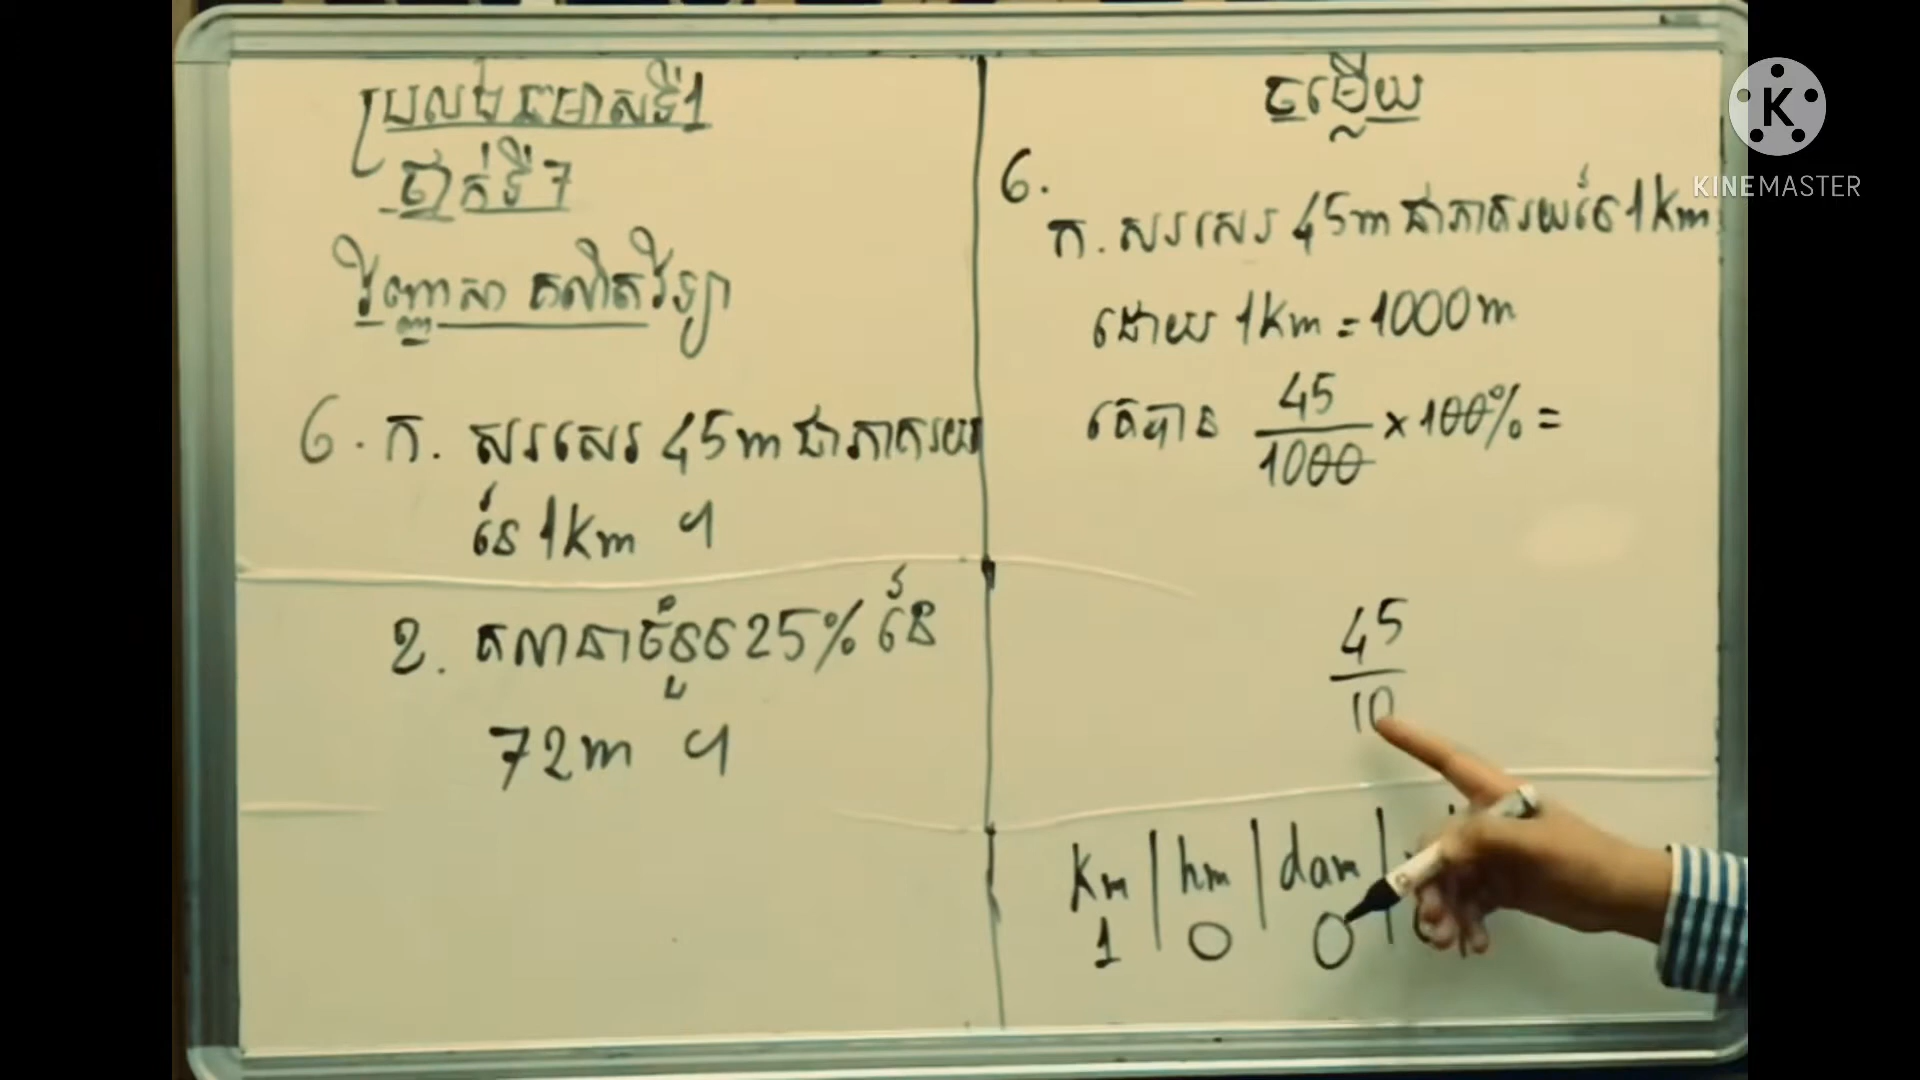 ប្រលងឆមាសទី1
ថ្នាក់ទី7
វិញ្ញាសា គណិតវិទ្យា
6. ក. សរសេរ 45m ជាភាគរយ
នៃ 1km ។
ខ. គណនាចំនួន 25% នៃ
72m ។
ចម្លើយ
6.
ក. សរសេរ 45m ជាភាគរយនៃ 1km
ដោយ 1km = 1000m
គេបាន 45/1000 × 100% =
45/10
km | hm | dam |
1 | 0 | 0 |
KINEMASTER